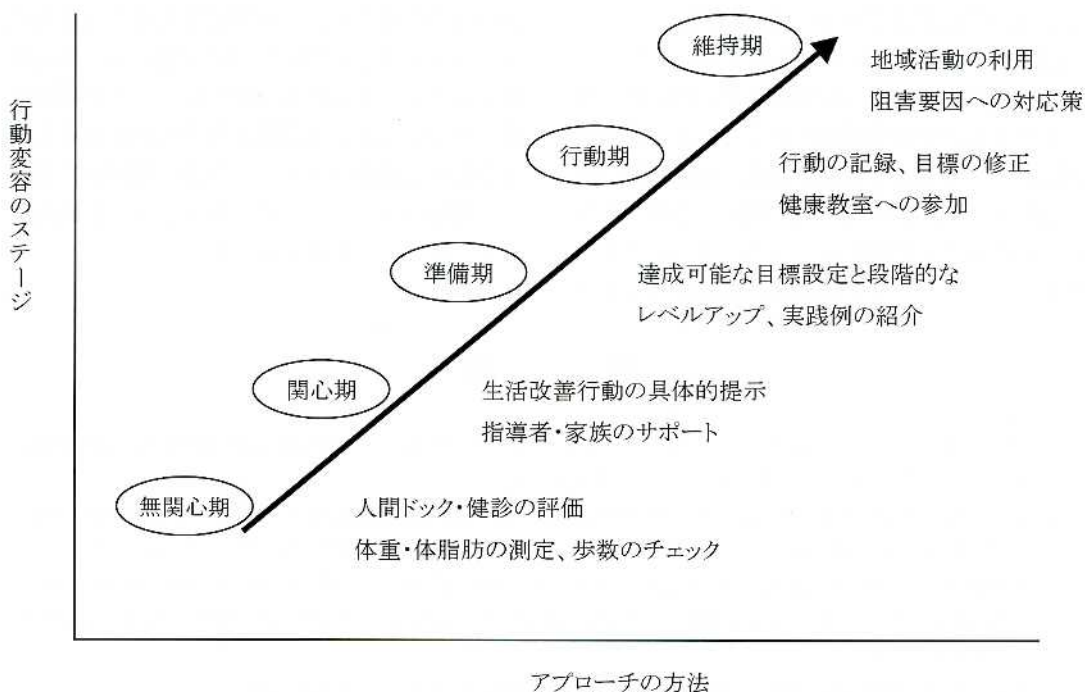 維持期
地域活動の利用
阻害要因への対応策
行動変容のステージ
行動期
行動の記録、目標の修正
健康教室への参加
準備期
達成可能な目標設定と段階的な
レベルアップ、実践例の紹介
関心期
生活改善行動の具体的提示
指導者・家族のサポート
無関心期
人間ドック・健診の評価
体重・体脂肪の測定、歩数のチェック
アプローチの方法